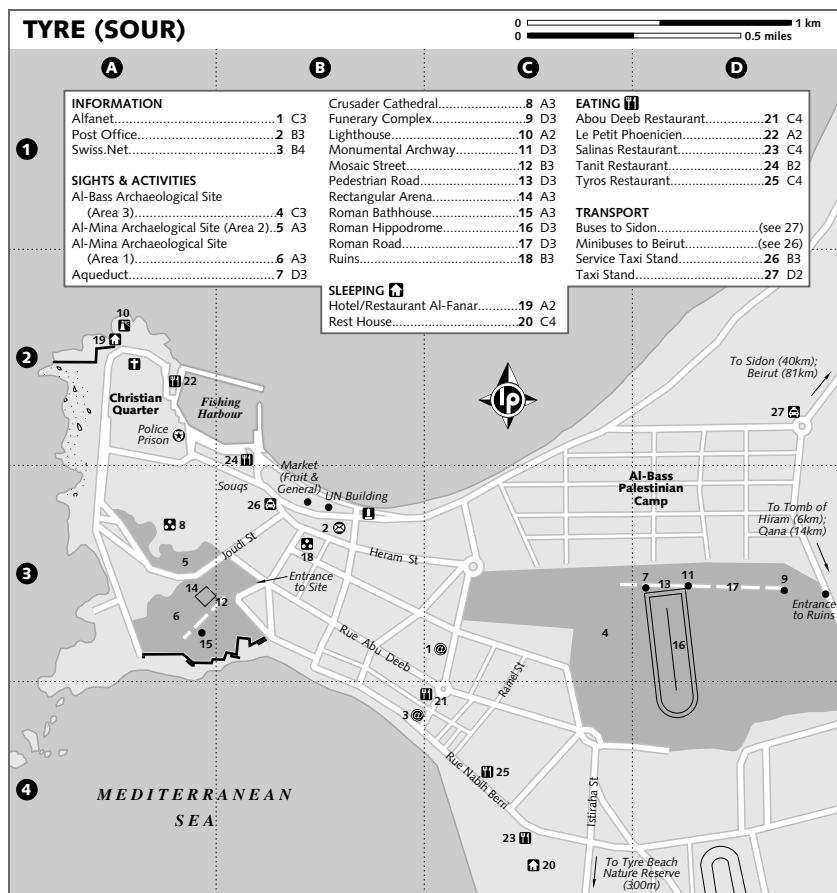 TYRE (SOUR)
0 1 km
0 0.5 miles
A B C D
INFORMATION
Alfanet..........1 C3
Post Office..........2 B3
Swiss.Net..........3 B4
SIGHTS & ACTIVITIES
Al-Bass Archaeological Site
(Area 3)..........4 C3
Al-Mina Archaelogical Site (Area 2)..5 A3
Al-Mina Archaeological Site
(Area 1)..........6 A3
Aqueduct..........7 D3
Crusader Cathedral..........8 A3
Funerary Complex..........9 D3
Lighthouse..........10 A2
Monumental Archway..........11 D3
Mosaic Street..........12 B3
Pedestrian Road..........13 D3
Rectangular Arena..........14 A3
Roman Bathhouse..........15 A3
Roman Hippodrome..........16 D3
Roman Road..........17 D3
Ruins..........18 B3
SLEEPING
Hotel/Restaurant Al-Fanar..........19 A2
Rest House..........20 C4
EATING
Abou Deeb Restaurant..........21 C4
Le Petit Phoenicien..........22 A2
Salinas Restaurant..........23 C4
Tanit Restaurant..........24 B2
Tyros Restaurant..........25 C4
TRANSPORT
Buses to Sidon..........(see 27)
Minibuses to Beirut..........(see 26)
Service Taxi Stand..........26 B3
Taxi Stand..........27 D2
1
2
3
4
10
19
22
Christian
Quarter
Fishing
Harbour
Police
Prison
24
lp
To Sidon (40km);
Beirut (81km)
27
Market
(Fruit &
General)
Souqs
UN Building
26
2
8
18
Joudi St
Heram St
5
Entrance
to Site
14
12
6
15
Al-Bass
Palestinian
Camp
To Tomb of
Hiram (6km);
Qana (14km)
7
13
11
17
9
Entrance
to Ruins
4
16
Rue Abu Deeb
1 @
Ramel St
21
3 @
Rue Nabih Berri
25
Istiraha St
MEDITERRANEAN
SEA
23
20
To Tyre Beach
Nature Reserve
(300m)